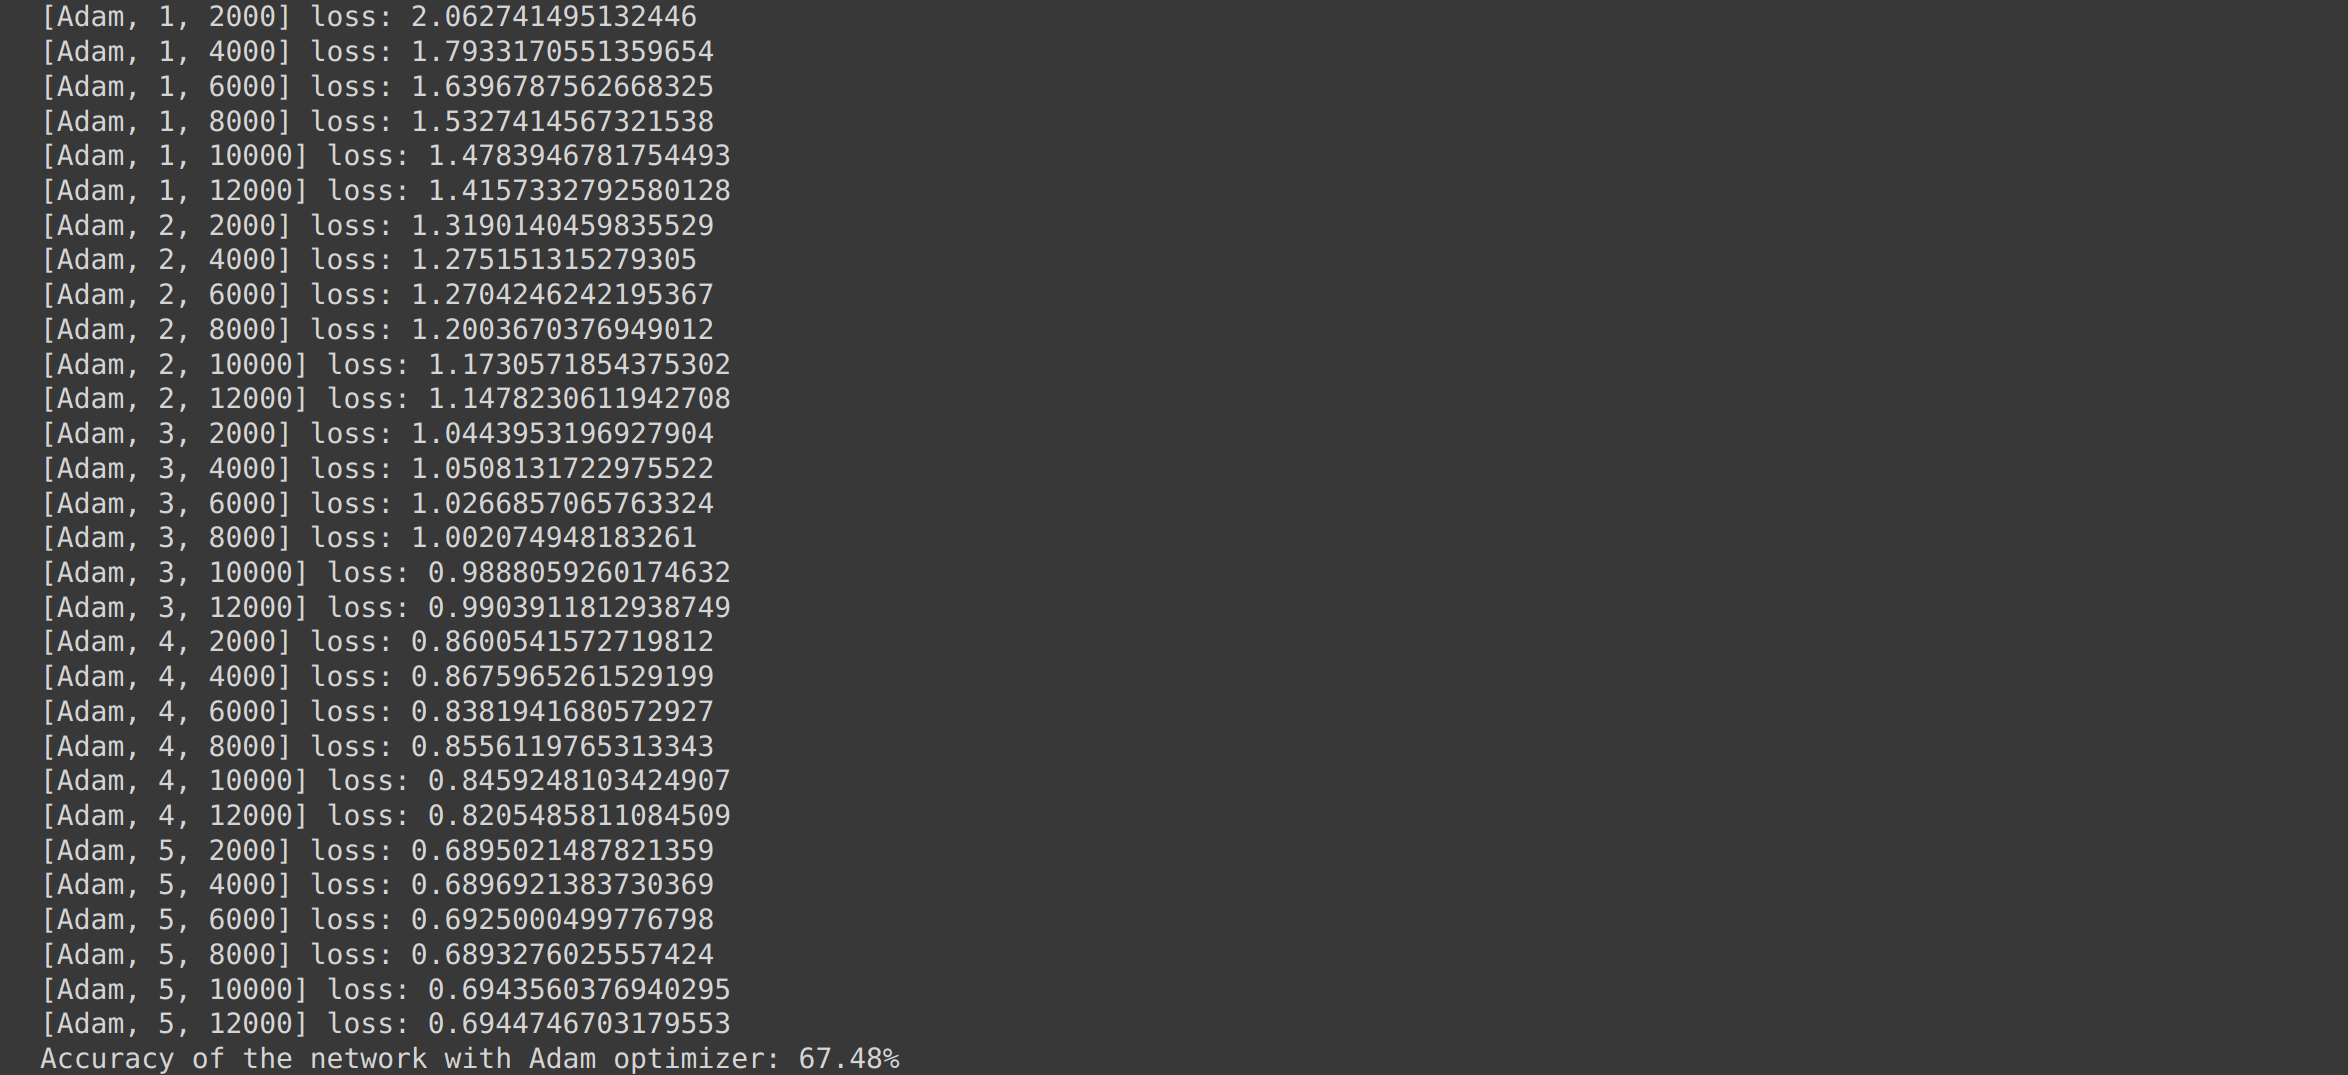 [Adam, 1, 2000] loss: 2.062741495132446
[Adam, 1, 4000] loss: 1.7933170551359654
[Adam, 1, 6000] loss: 1.6396787562668325
[Adam, 1, 8000] loss: 1.5327414567321538
[Adam, 1, 10000] loss: 1.4783946781754493
[Adam, 1, 12000] loss: 1.4157332792580128
[Adam, 2, 2000] loss: 1.3190140459835529
[Adam, 2, 4000] loss: 1.275151315279305
[Adam, 2, 6000] loss: 1.2704246242195367
[Adam, 2, 8000] loss: 1.2003670376949012
[Adam, 2, 10000] loss: 1.1730571854375302
[Adam, 2, 12000] loss: 1.1478230611942708
[Adam, 3, 2000] loss: 1.0443953196927904
[Adam, 3, 4000] loss: 1.0508131722975522
[Adam, 3, 6000] loss: 1.0266857065763324
[Adam, 3, 8000] loss: 1.002074948183261
[Adam, 3, 10000] loss: 0.9888059260174632
[Adam, 3, 12000] loss: 0.9903911812938749
[Adam, 4, 2000] loss: 0.8600541572719812
[Adam, 4, 4000] loss: 0.8675965261529199
[Adam, 4, 6000] loss: 0.8381941680572927
[Adam, 4, 8000] loss: 0.8556119765313343
[Adam, 4, 10000] loss: 0.8459248103424907
[Adam, 4, 12000] loss: 0.8205485811084509
[Adam, 5, 2000] loss: 0.6895021487821359
[Adam, 5, 4000] loss: 0.6896921383730369
[Adam, 5, 6000] loss: 0.6925000499776798
[Adam, 5, 8000] loss: 0.6893276025557424
[Adam, 5, 10000] loss: 0.6943560376940295
[Adam, 5, 12000] loss: 0.6944746703179553
Accuracy of the network with Adam optimizer: 67.48%